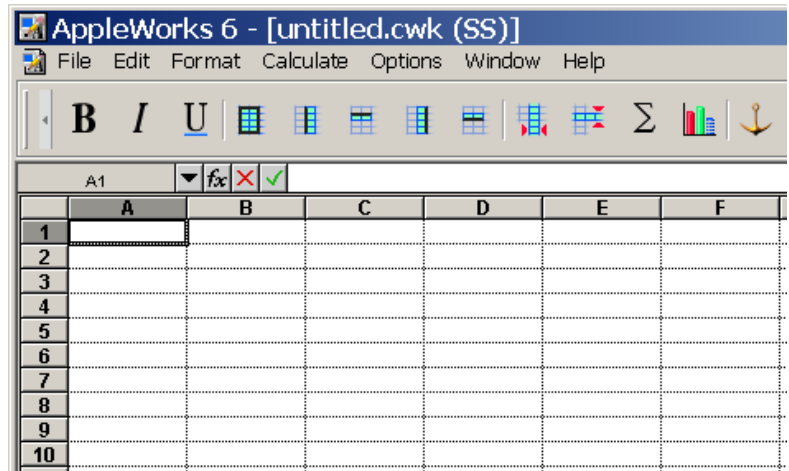 AppleWorks 6 - [untitled.cwk (SS)]
File Edit Format Calculate Options Window Help
B I U Σ
A1 fx
A B C D E F
1
2
3
4
5
6
7
8
9
10